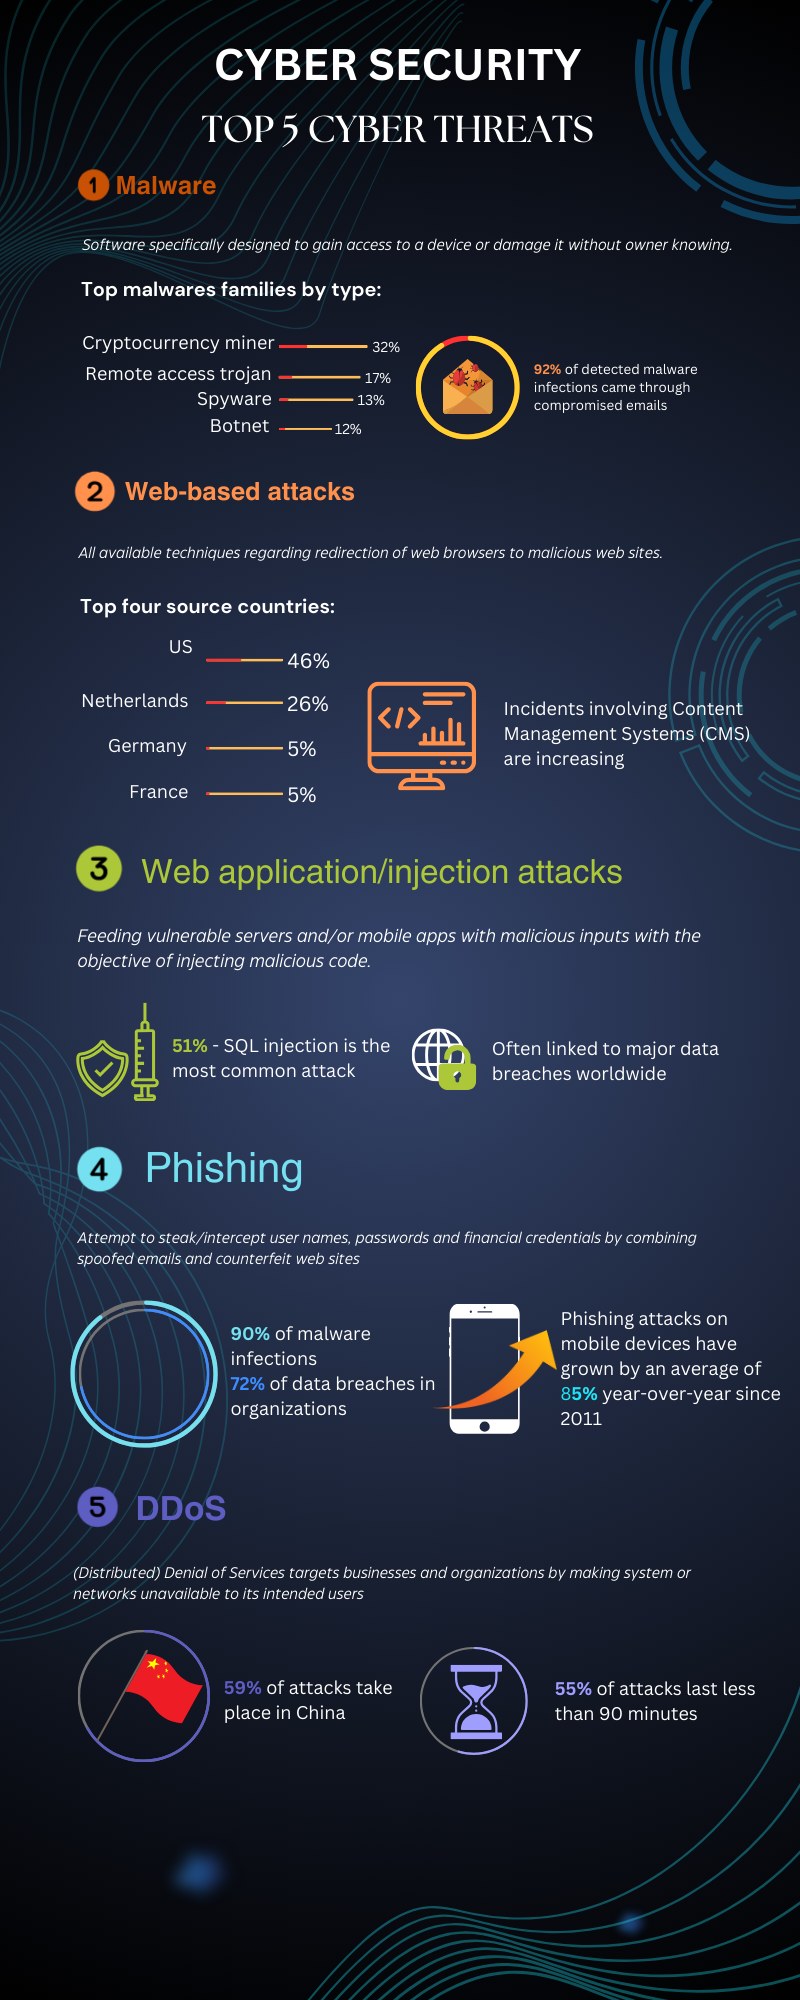 CYBER SECURITY
TOP 5 CYBER THREATS
1 Malware
Software specifically designed to gain access to a device or damage it without owner knowing.
Top malwares families by type:
Cryptocurrency miner 32%
Remote access trojan 17%
Spyware 13%
Botnet 12%
92% of detected malware
infections came through
compromised emails
2 Web-based attacks
All available techniques regarding redirection of web browsers to malicious web sites.
Top four source countries:
US 46%
Netherlands 26%
Germany 5%
France 5%
Incidents involving Content
Management Systems (CMS)
are increasing
3 Web application/injection attacks
Feeding vulnerable servers and/or mobile apps with malicious inputs with the
objective of injecting malicious code.
51% - SQL injection is the
most common attack
Often linked to major data
breaches worldwide
4 Phishing
Attempt to steak/intercept user names, passwords and financial credentials by combining
spoofed emails and counterfeit web sites
90% of malware
infections
72% of data breaches in
organizations
Phishing attacks on
mobile devices have
grown by an average of
85% year-over-year since
2011
5 DDoS
(Distributed) Denial of Services targets businesses and organizations by making system or
networks unavailable to its intended users
59% of attacks take
place in China
55% of attacks last less
than 90 minutes